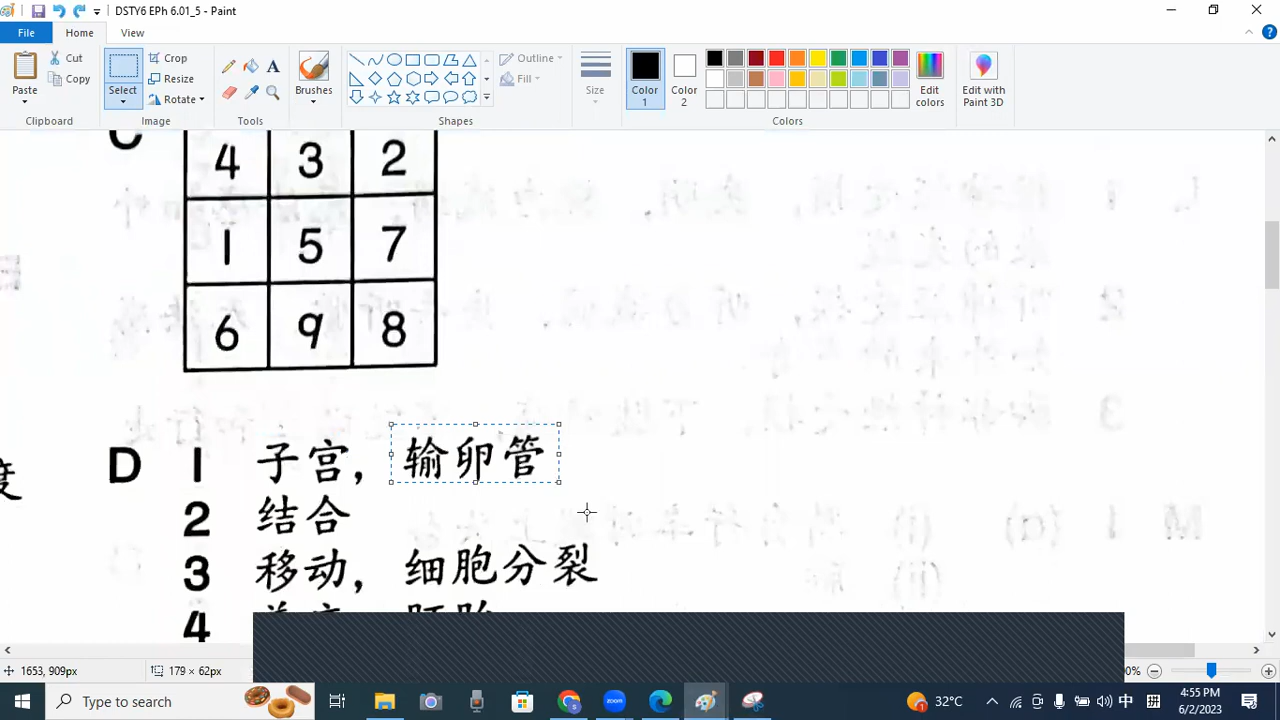 DSTY6 EPh 6.01_5 - Paint
File Home View
Paste Cut Copy Select Crop Resize Rotate Brushes Outline Fill Size Color 1 Color 2 Edit colors Edit with Paint 3D
Clipboard Image Tools Shapes Colors
C
4 3 2
1 5 7
6 9 8
度
D 1 子宫， 输卵管
2 结合
3 移动， 细胞分裂
4
1653, 909px 179 × 62px
Type to search 32°C 中 拼 4:55 PM
6/2/2023